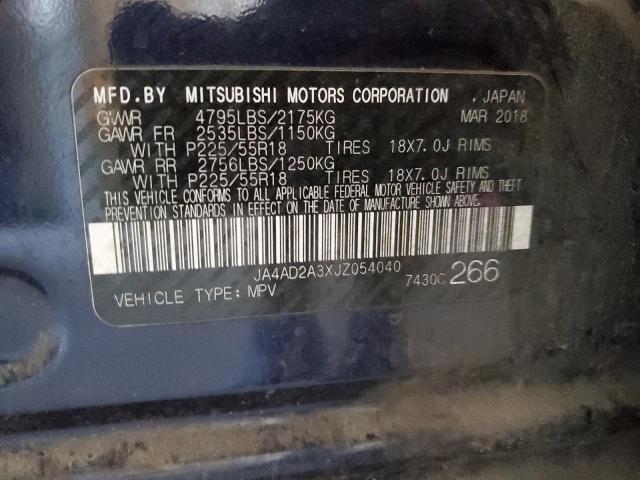 MFD.BY MITSUBISHI MOTORS CORPORATION , JAPAN
GVWR 4795LBS/2175KG MAR 2018
GAWR FR 2535LBS/1150KG
WITH P225/55R18 TIRES 18X7.0J RIMS
GAWR RR 2756LBS/1250KG
WITH P225/55R18 TIRES 18X7.0J RIMS
THIS VEHICLE CONFORMS TO ALL APPLICABLE FEDERAL MOTOR VEHICLE SAFETY AND THEFT
PREVENTION STANDARDS IN EFFECT ON THE DATE OF MANUFACTURE SHOWN ABOVE.
JA4AD2A3XJZ054040
VEHICLE TYPE: MPV 7430C 266